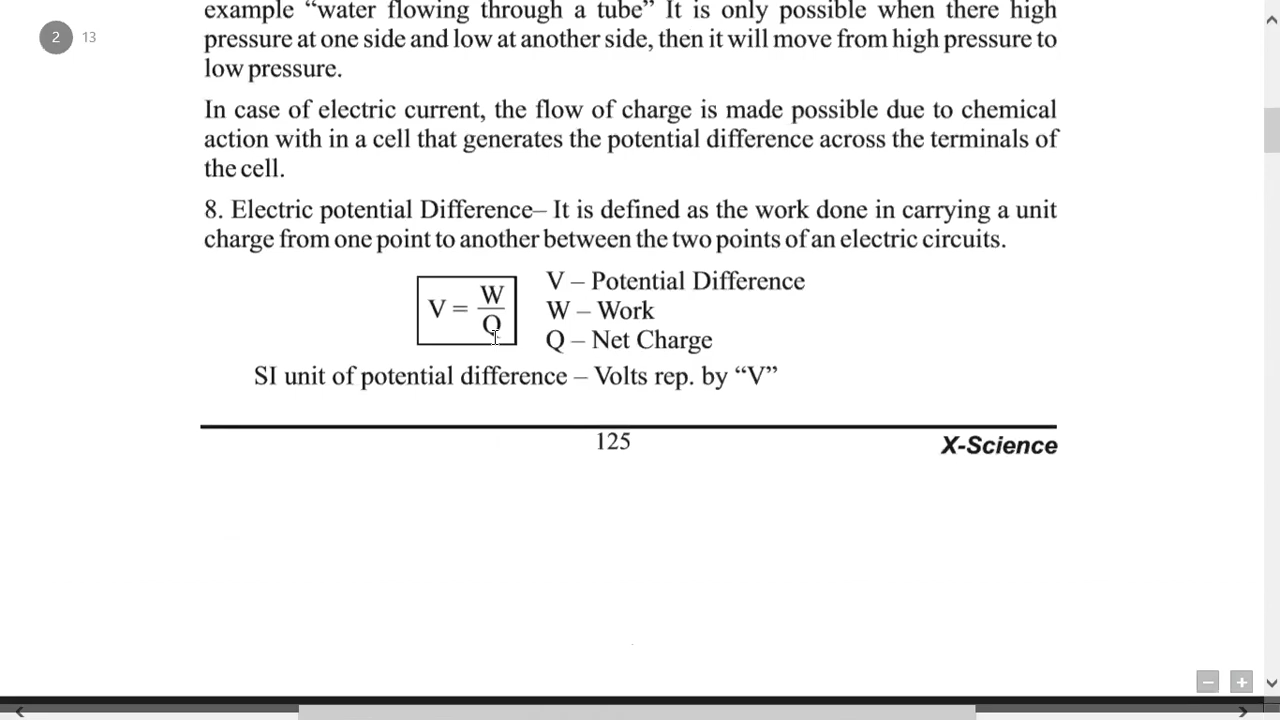 2 13
example “water flowing through a tube” It is only possible when there high
pressure at one side and low at another side, then it will move from high pressure to
low pressure.
In case of electric current, the flow of charge is made possible due to chemical
action with in a cell that generates the potential difference across the terminals of
the cell.
8. Electric potential Difference– It is defined as the work done in carrying a unit
charge from one point to another between the two points of an electric circuits.
V = W/Q
V – Potential Difference
W – Work
Q – Net Charge
SI unit of potential difference – Volts rep. by “V”
125
X-Science